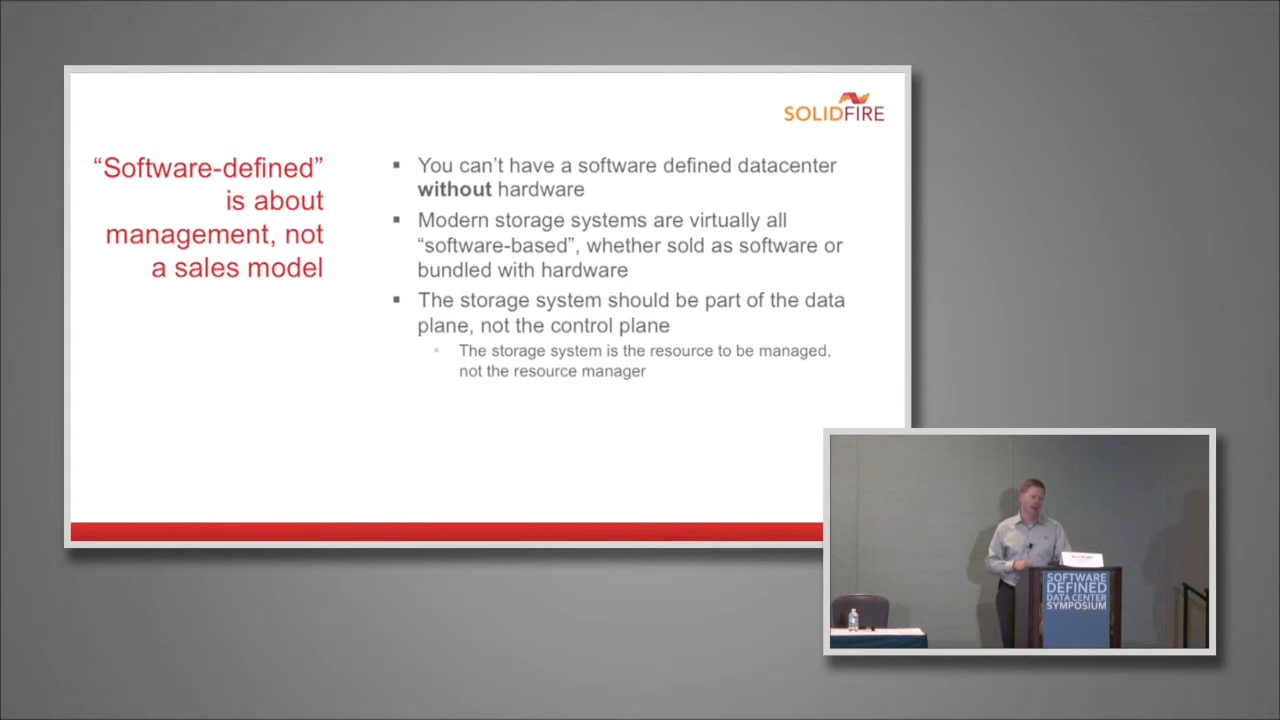 SOLIDFIRE
“Software-defined”
is about
management, not
a sales model
▪ You can’t have a software defined datacenter
without hardware
▪ Modern storage systems are virtually all
“software-based”, whether sold as software or
bundled with hardware
▪ The storage system should be part of the data
plane, not the control plane
▪ The storage system is the resource to be managed,
not the resource manager
SOFTWARE
DEFINED
DATA CENTER
SYMPOSIUM